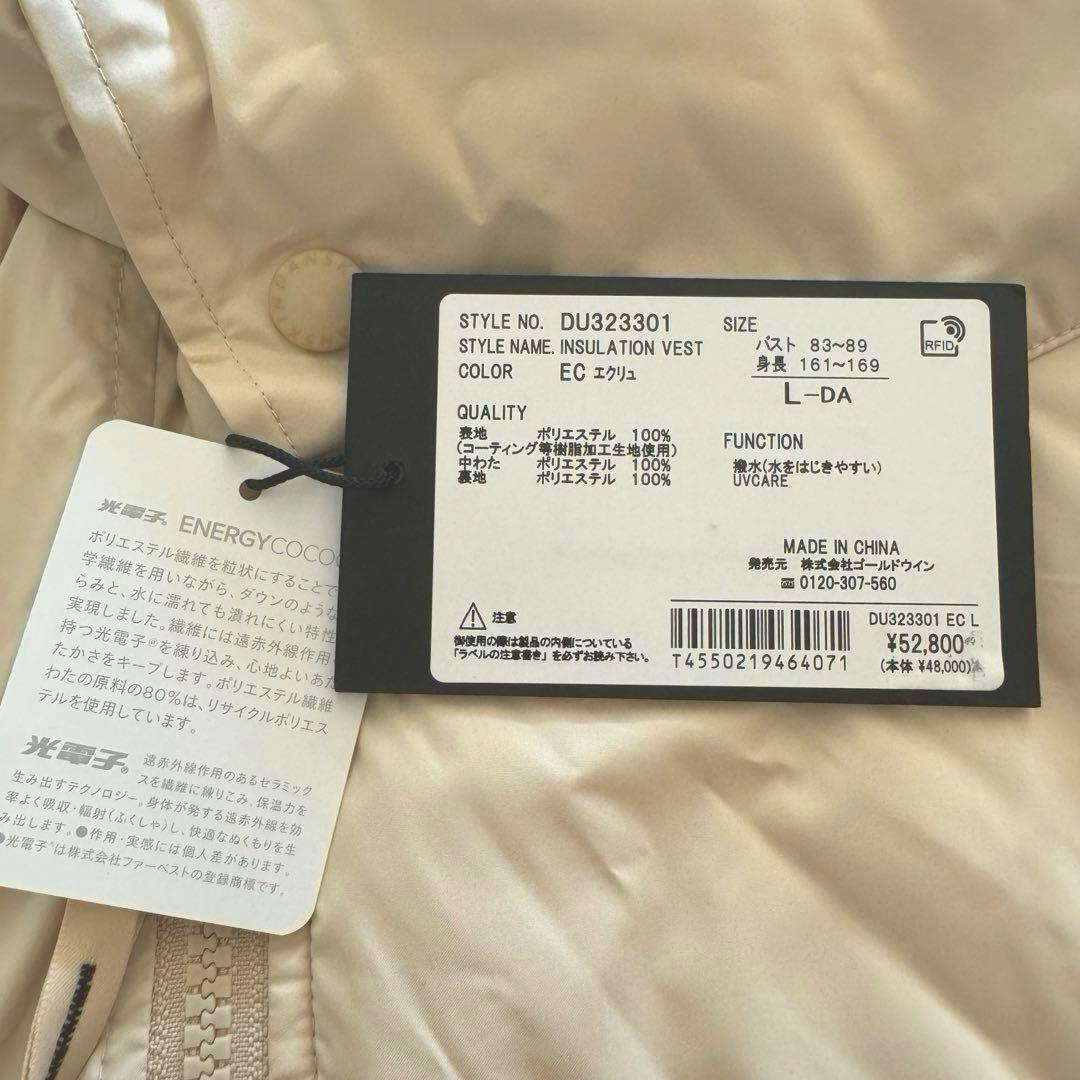 STYLE NO. DU323301
STYLE NAME. INSULATION VEST
COLOR EC エクリュ
SIZE
バスト 83~89
身長 161~169
L-DA
RFID
QUALITY
表地 ポリエステル 100%
(コーティング等樹脂加工生地使用)
中わた ポリエステル 100%
裏地 ポリエステル 100%
FUNCTION
撥水(水をはじきやすい)
UVCARE
MADE IN CHINA
発売元 株式会社ゴールドウイン
0120-307-560
注意
御使用の際は製品の内側についている
「ラベルの注意書き」を必ずお読み下さい。
T4550219464071
DU323301 EC L
¥52,800
(本体 ¥48,000)
光電子® ENERGYCOCO
ポリエステル繊維を粒状にすることで
学繊維を用いながら、ダウンのような
らみと、水に濡れても潰れにくい特性
実現しました。繊維には遠赤外線作用
持つ光電子®を練り込み、心地よいあた
たかさをキープします。ポリエステル繊維
わたの原料の80%は、リサイクルポリエス
テルを使用しています。
光電子®
遠赤外線作用のあるセラミック
スを繊維に練りこみ、保温力を
生み出すテクノロジー。身体が発する遠赤外線を効
率よく吸収・輻射(ふくしゃ)し、快適なぬくもりを生
み出します。●作用・実感には個人差があります。
●光電子®は株式会社ファーベストの登録商標です。